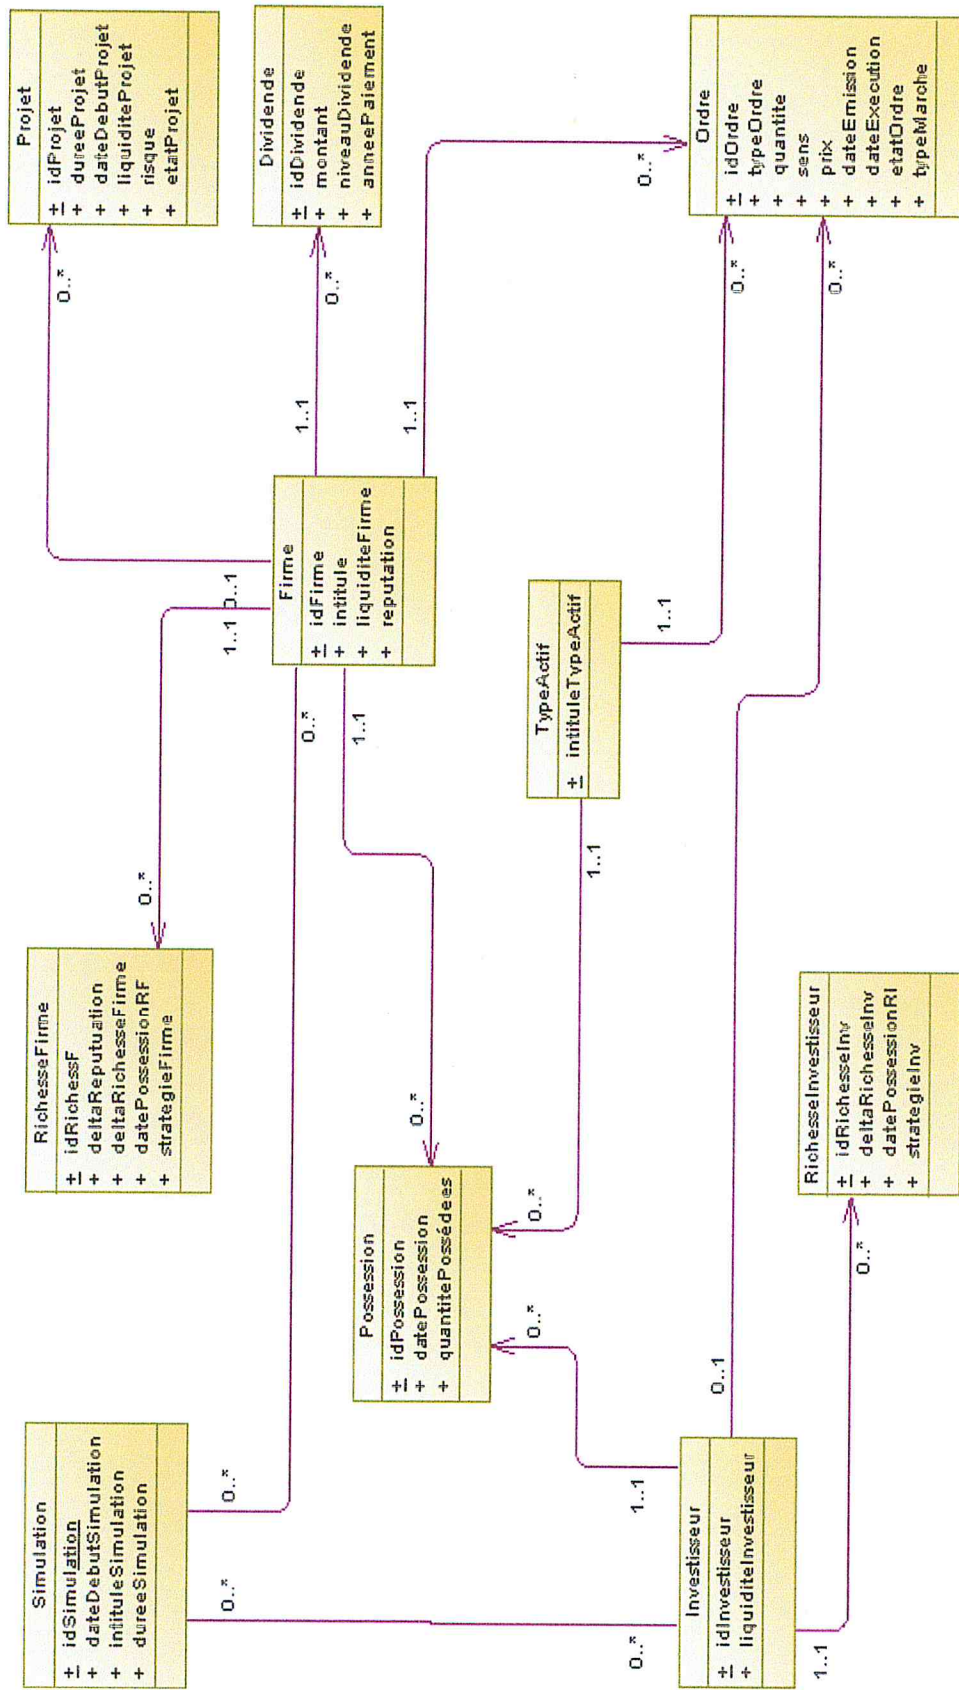 Simulation
± idSimulation
+ dateDebutSimulation
+ intituleSimulation
+ dureeSimulation
0..*
0..*
0..*
0..*
RichesseFirme
± idRichessF
+ deltaReputuation
+ deltaRichesseFirme
+ datePossessionRF
+ strategieFirme
0..*
1..1
0..1
Projet
± idProjet
+ dureeProjet
+ dateDebutProjet
+ liquiditeProjet
+ risque
+ etatProjet
0..*
Firme
± idFirme
+ intitule
+ liquiditeFirme
+ reputation
1..1
1..1
1..1
Dividende
± idDividende
+ montant
+ niveauDividende
+ anneePaiement
0..*
Possession
± idPossession
+ datePossession
+ quantitePossédees
0..*
0..*
0..*
TypeActif
± intituleTypeActif
1..1
1..1
Investisseur
± idInvestisseur
+ liquiditeInvestisseur
1..1
0..1
1..1
RichesseInvestisseur
± idRichesseInv
+ deltaRichesseInv
+ datePossessionRI
+ strategieInv
0..*
Ordre
± idOrdre
+ typeOrdre
+ quantite
+ sens
+ prix
+ dateEmission
+ dateExecution
+ etatOrdre
+ typeMarche
0..*
0..*
0..*